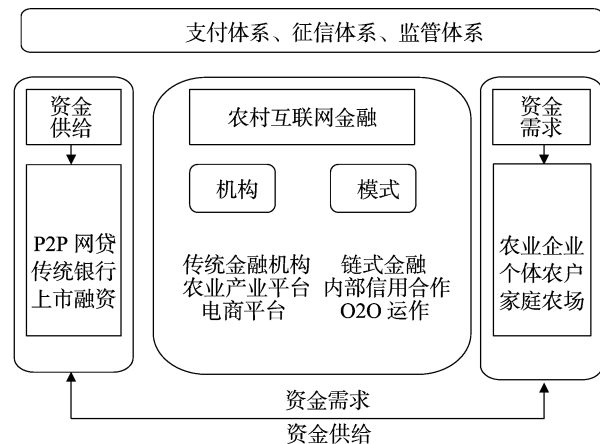 支付体系、征信体系、监管体系
资金
供给
P2P 网贷
传统银行
上市融资
农村互联网金融
机构
模式
传统金融机构
农业产业平台
电商平台
链式金融
内部信用合作
O2O 运作
资金
需求
农业企业
个体农户
家庭农场
资金需求
资金供给